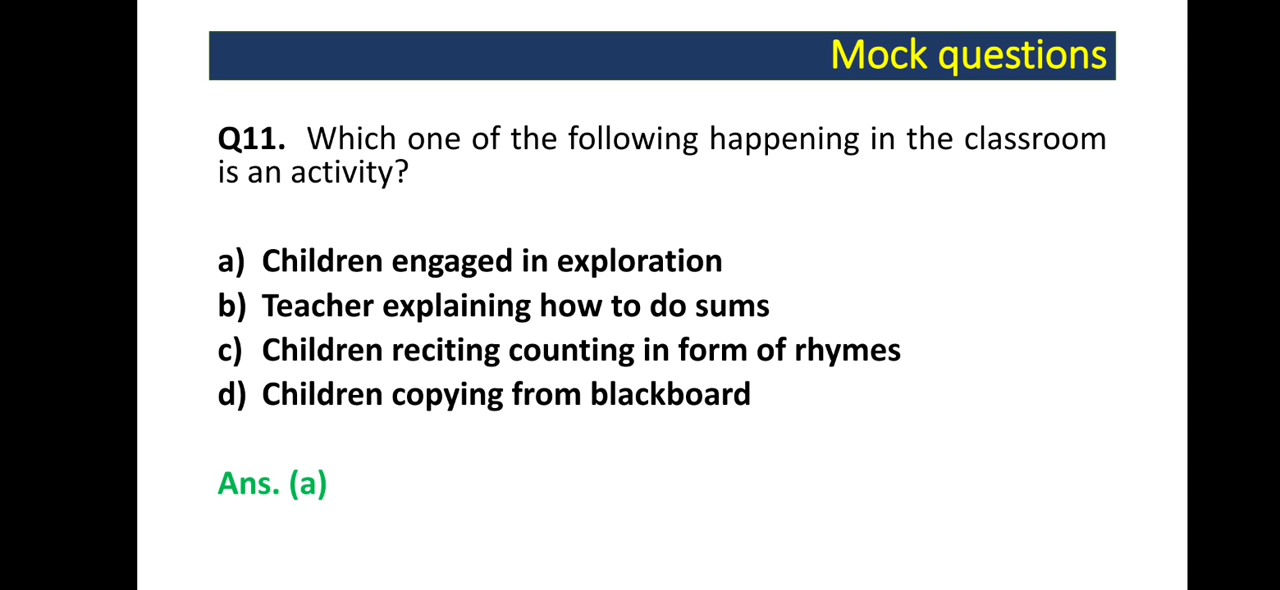 Mock questions
Q11. Which one of the following happening in the classroom
is an activity?
a) Children engaged in exploration
b) Teacher explaining how to do sums
c) Children reciting counting in form of rhymes
d) Children copying from blackboard
Ans. (a)